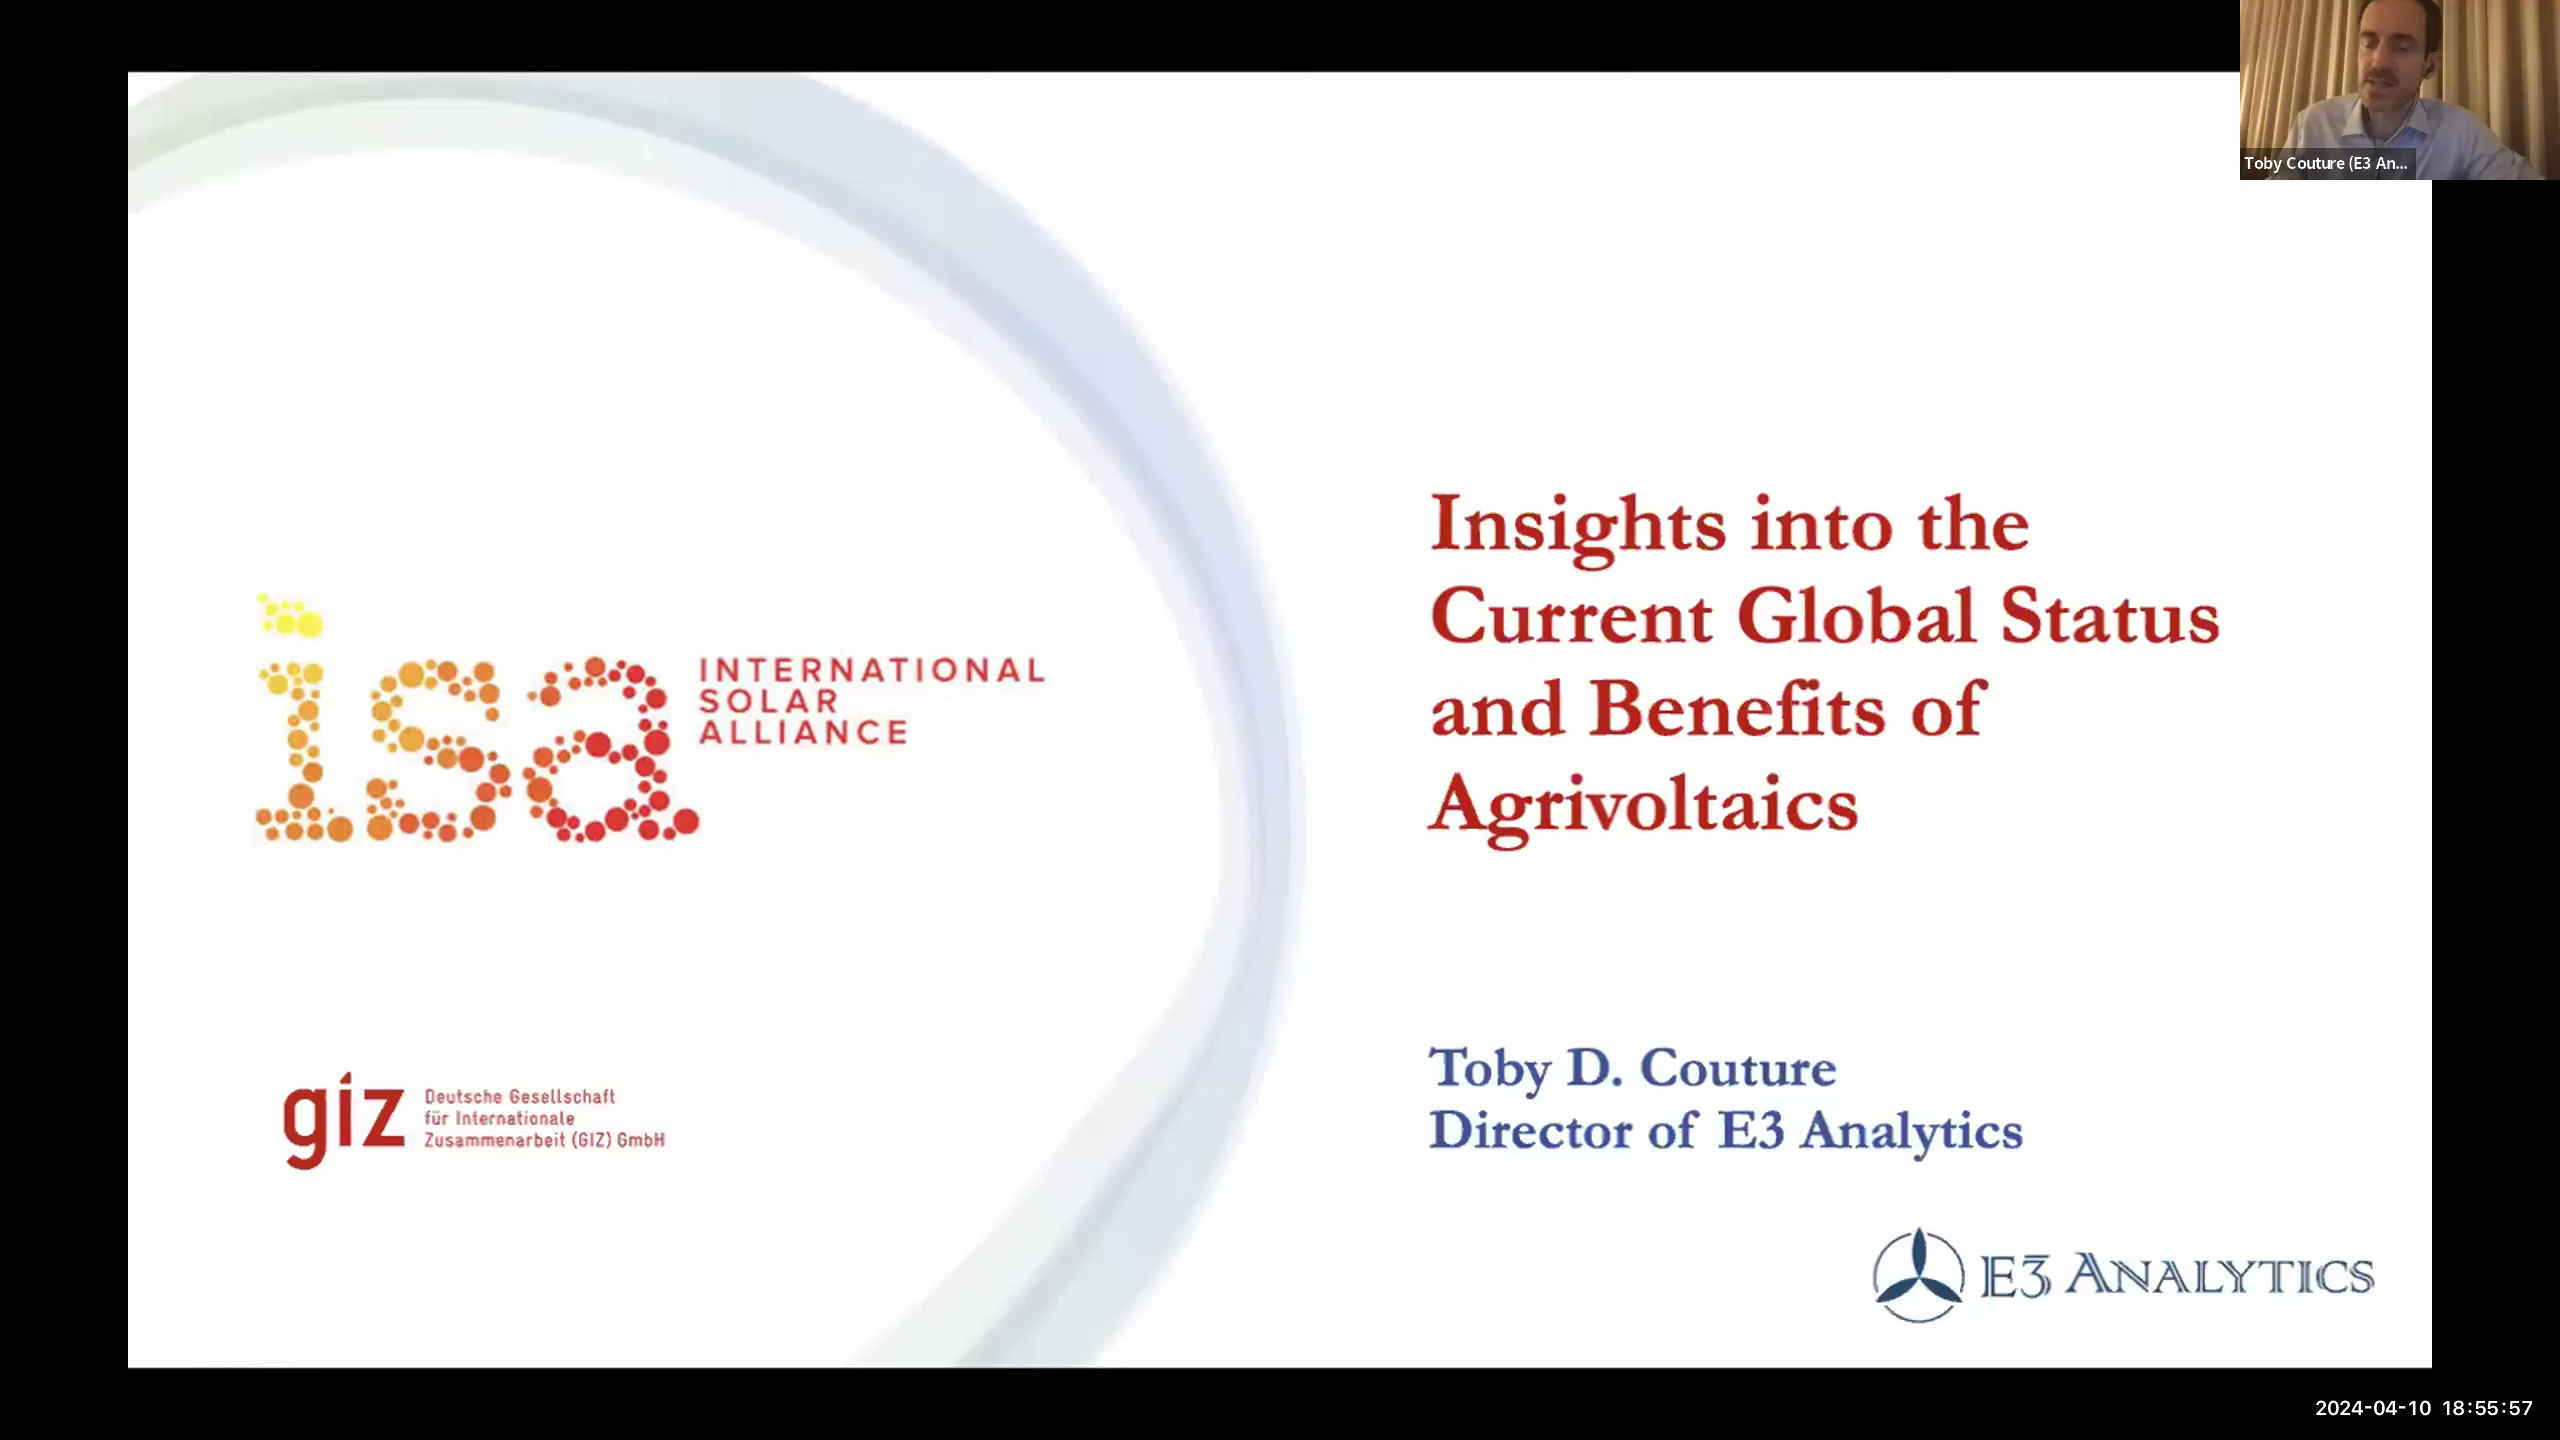 Toby Couture (E3 An...
Insights into the
Current Global Status
and Benefits of
Agrivoltaics
isa
INTERNATIONAL
SOLAR
ALLIANCE
giz
Deutsche Gesellschaft
für Internationale
Zusammenarbeit (GIZ) GmbH
Toby D. Couture
Director of E3 Analytics
E3 ANALYTICS
2024-04-10 18:55:57